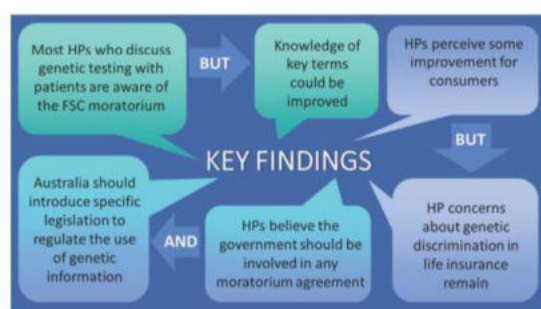 Most HPs who discuss
genetic testing with
patients are aware of
the FSC moratorium
BUT
Knowledge of
key terms
could be
improved
HPs perceive some
improvement for
consumers
BUT
KEY FINDINGS
Australia should
introduce specific
legislation to
regulate the use
of genetic
information
AND
HPs believe the
government should be
involved in any
moratorium agreement
HP concerns
about genetic
discrimination in
life insurance
remain